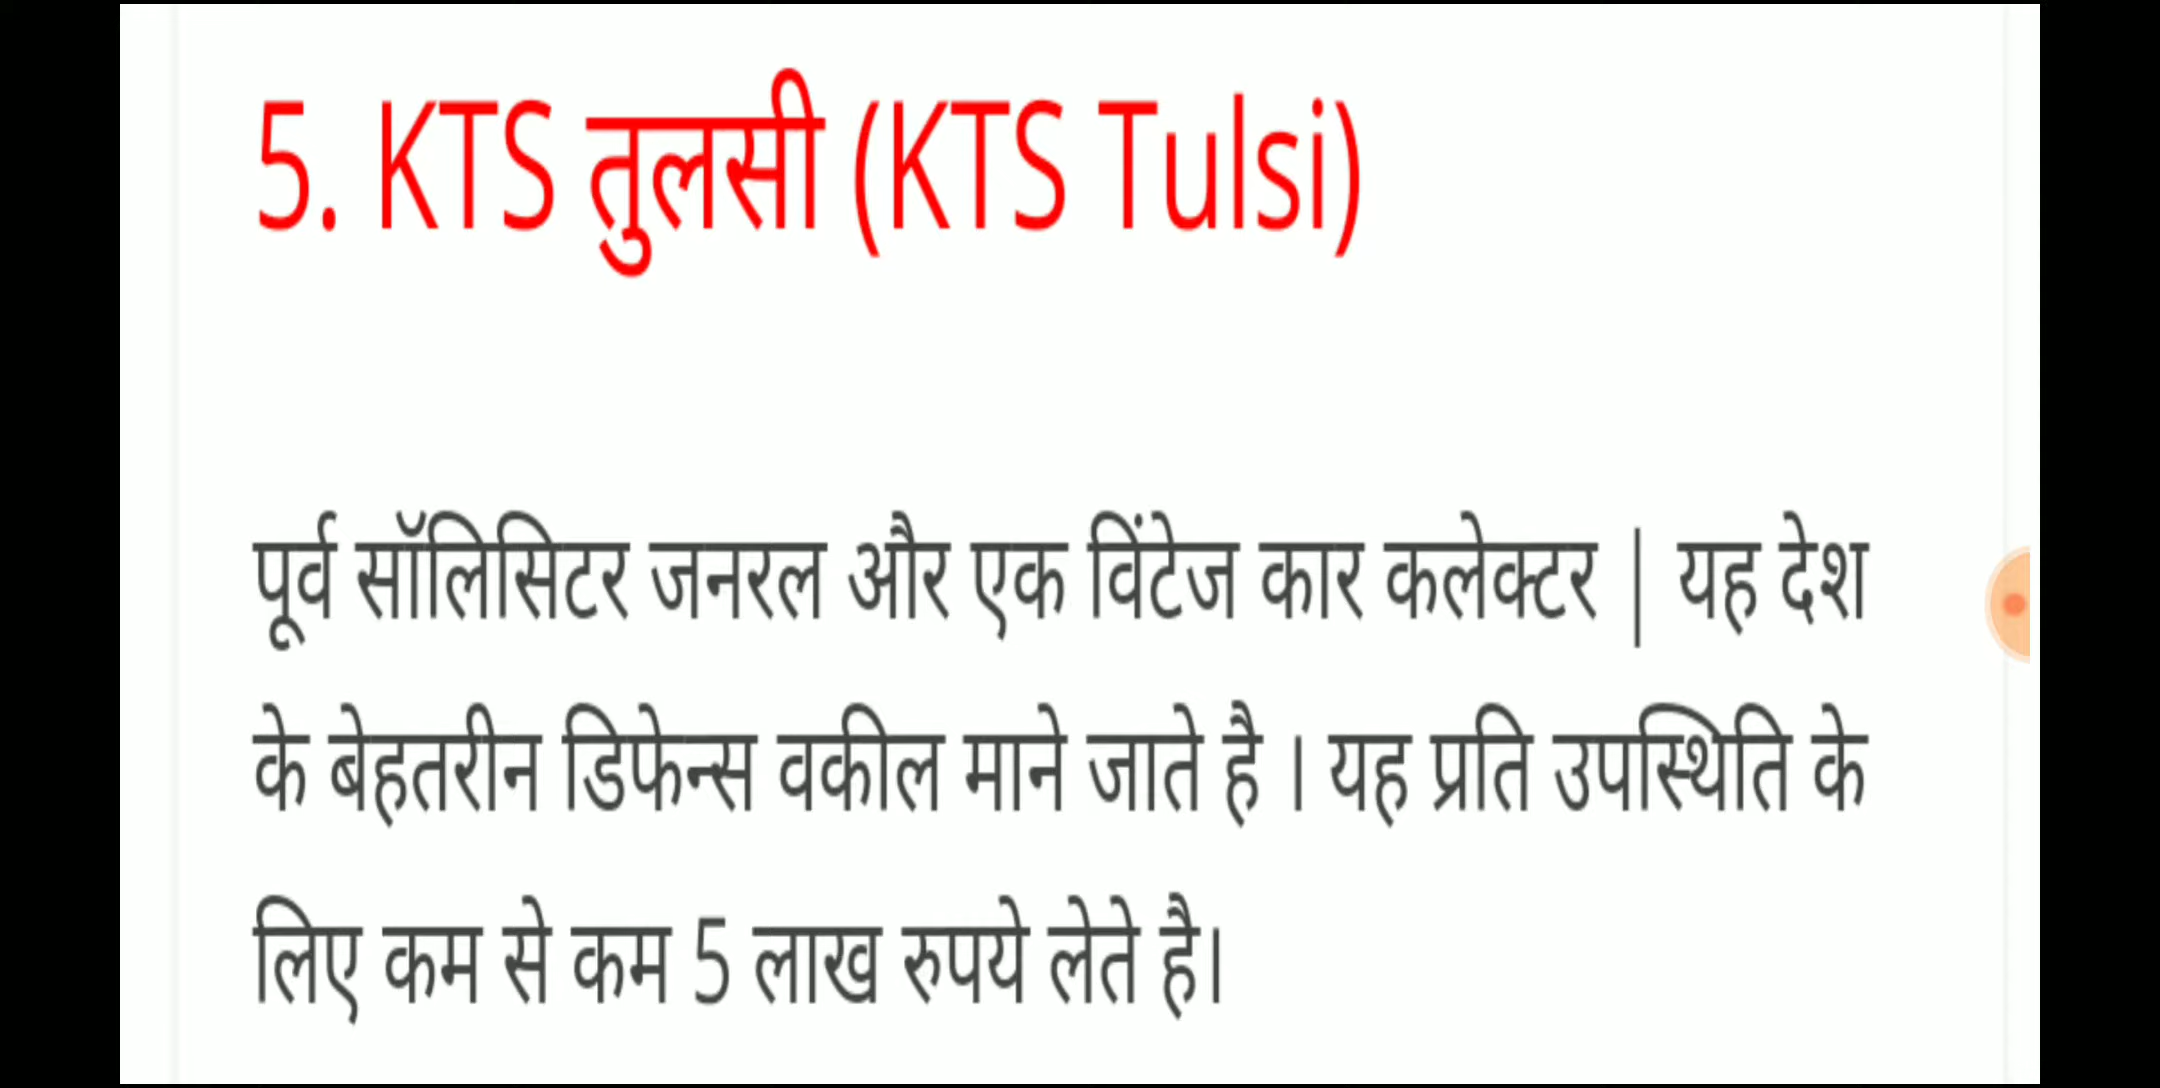 5. KTS तुलसी (KTS Tulsi)
पूर्व सॉलिसिटर जनरल और एक विंटेज कार कलेक्टर | यह देश
के बेहतरीन डिफेन्स वकील माने जाते है । यह प्रति उपस्थिति के
लिए कम से कम 5 लाख रुपये लेते है।